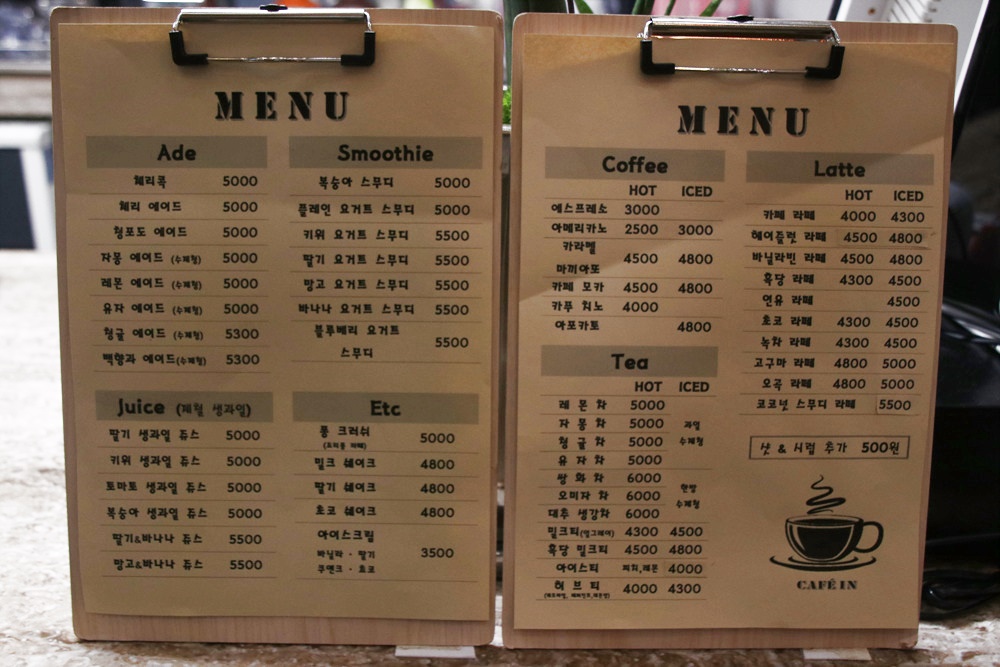 MENU
Ade
체리콕 5000
체리 에이드 5000
청포도 에이드 5000
자몽 에이드 (수제청) 5000
레몬 에이드 (수제청) 5000
유자 에이드 (수제청) 5000
청귤 에이드 (수제청) 5300
백향과 에이드(수제청) 5300
Juice (제철 생과일)
딸기 생과일 쥬스 5000
키위 생과일 쥬스 5000
토마토 생과일 쥬스 5000
복숭아 생과일 쥬스 5000
딸기&바나나 쥬스 5500
망고&바나나 쥬스 5500
Smoothie
복숭아 스무디 5000
플레인 요거트 스무디 5000
키위 요거트 스무디 5500
딸기 요거트 스무디 5500
망고 요거트 스무디 5500
바나나 요거트 스무디 5500
블루베리 요거트
스무디 5500
Etc
퐁 크러쉬 5000
밀크 쉐이크 4800
딸기 쉐이크 4800
초코 쉐이크 4800
아이스크림
바닐라 · 딸기 3500
쿠앤크 · 초코
MENU
Coffee
HOT ICED
에스프레소 3000
아메리카노 2500 3000
카라멜
마끼아또 4500 4800
카페 모카 4500 4800
카푸 치노 4000
아포카토 4800
Tea
HOT ICED
레 몬 차 5000
자 몽 차 5000 과일
청 귤 차 5000 수제청
유 자 차 5000
쌍 화 차 6000 한방
오미자 차 6000 수제청
대추 생강차 6000
밀크티(얼그레이) 4300 4500
흑당 밀크티 4500 4800
아이스티 피치,레몬 4000
허 브 티 4000 4300
Latte
HOT ICED
카페 라떼 4000 4300
헤이즐럿 라떼 4500 4800
바닐라빈 라떼 4500 4800
흑당 라떼 4300 4500
연유 라떼 4500
초코 라떼 4300 4500
녹차 라떼 4300 4500
고구마 라떼 4800 5000
오곡 라떼 4800 5000
코코넛 스무디 라떼 5500
샷 & 시럽 추가 500원
CAFÉ IN